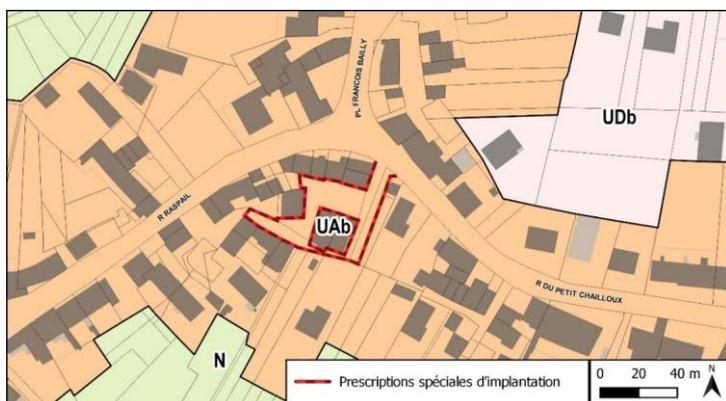 PL FRANCOIS BAILLY
UDb
R RASPAIL
UAb
R DU PETIT CHAILLOUX
N
Prescriptions spéciales d'implantation
0 20 40 m
N